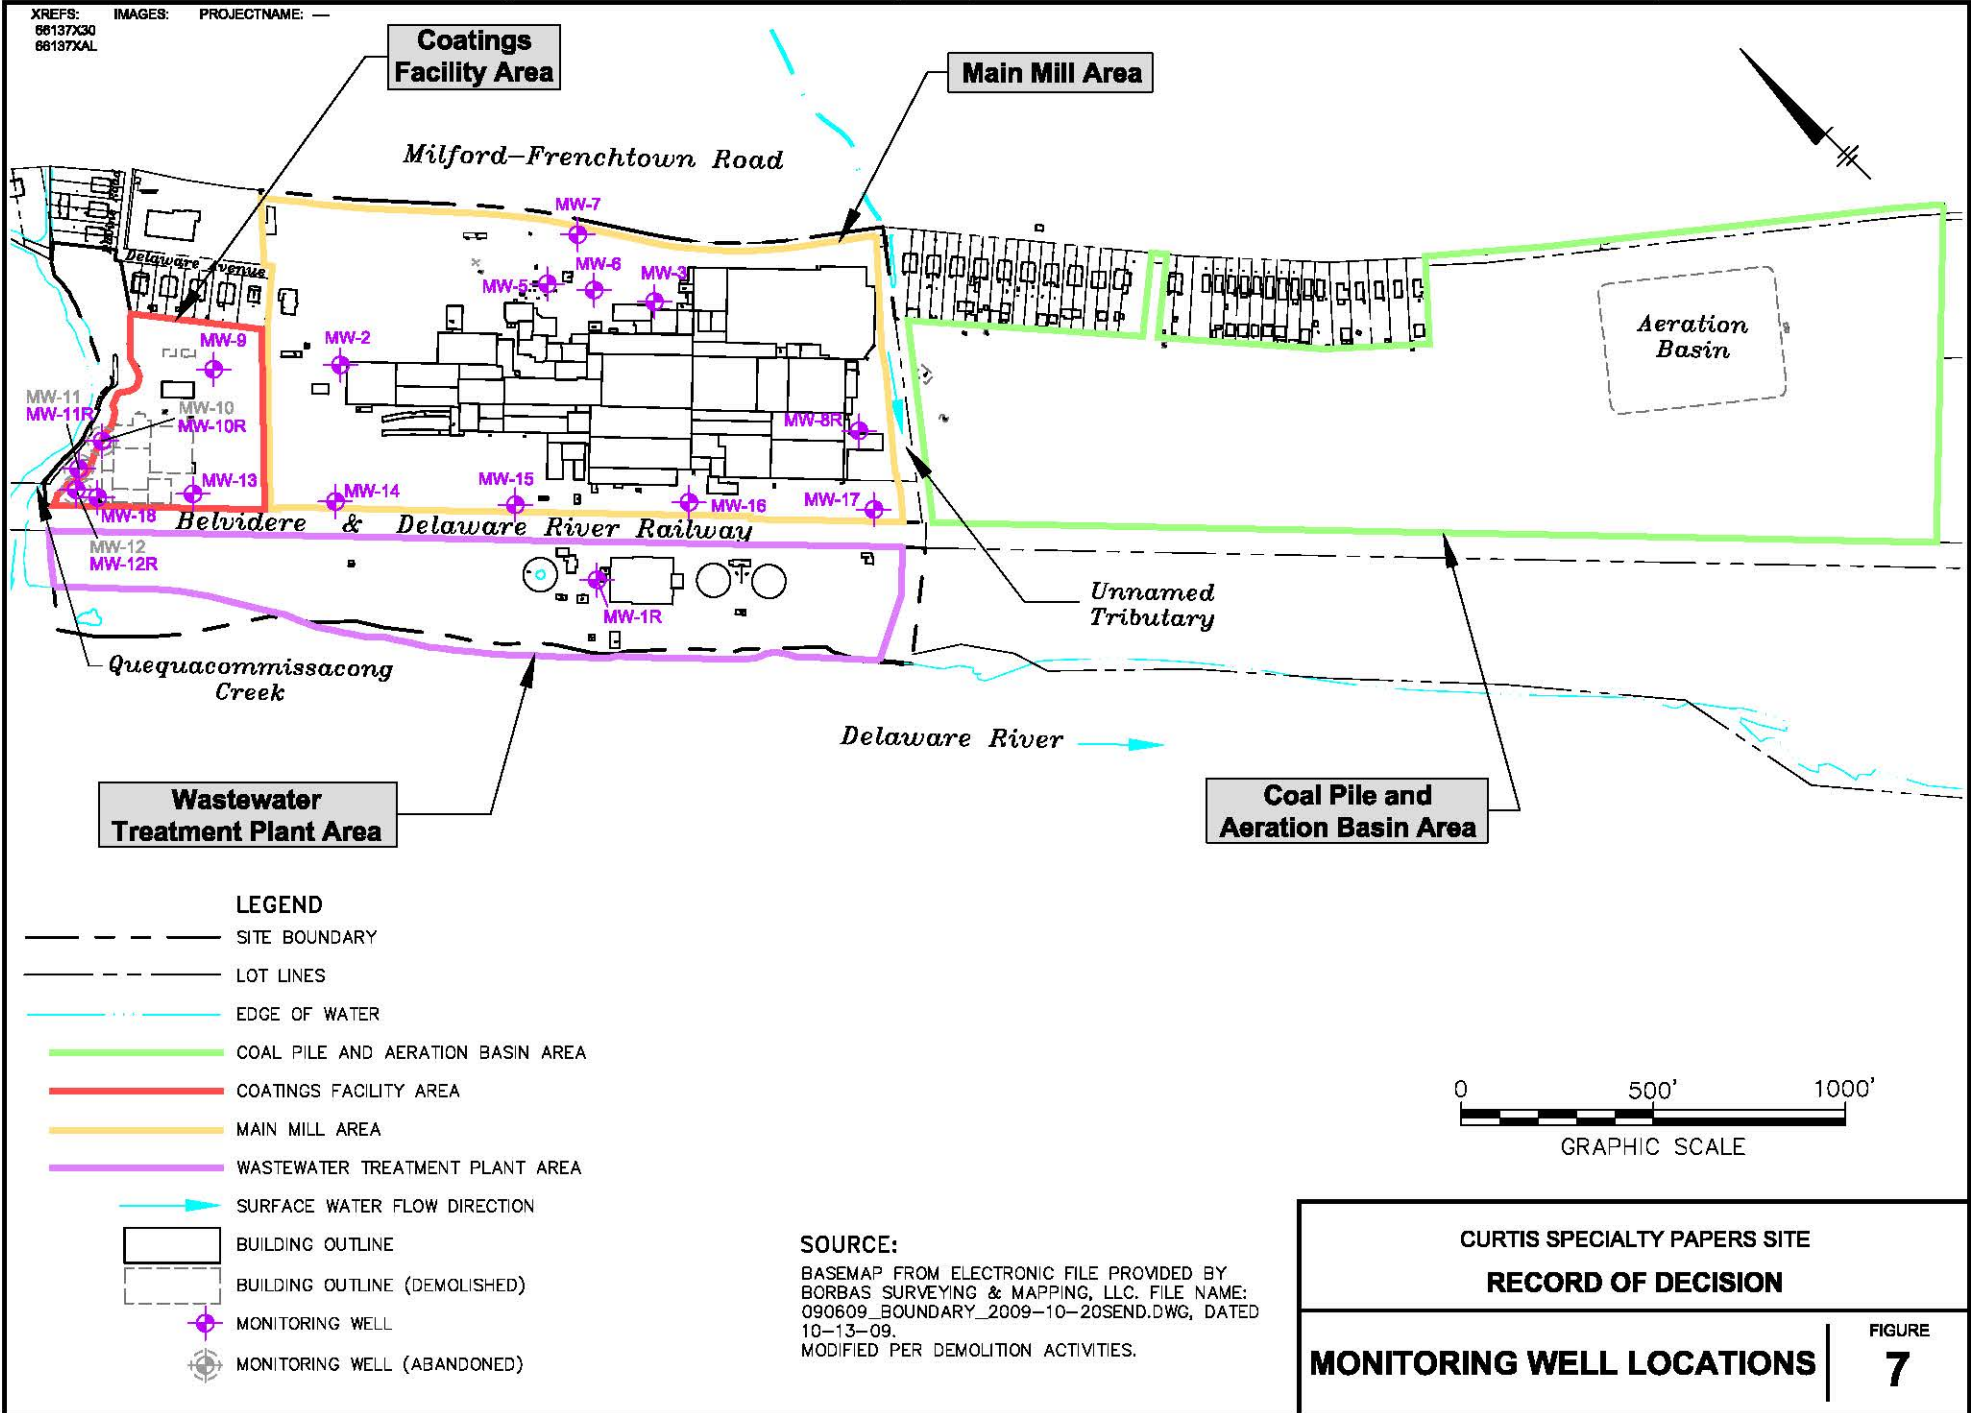 XREFS: IMAGES: PROJECTNAME: —
66137X30
66137XAL
Coatings
Facility Area
Main Mill Area
Milford–Frenchtown Road
Delaware Avenue
MW-7
MW-6
MW-5
MW-3
MW-2
MW-9
MW-11
MW-11R
MW-10
MW-10R
MW-8R
MW-13
MW-14
MW-15
MW-16
MW-17
MW-18
MW-12
MW-12R
MW-1R
Aeration
Basin
Belvidere & Delaware River Railway
Unnamed
Tributary
Quequacommissacong
Creek
Delaware River
Wastewater
Treatment Plant Area
Coal Pile and
Aeration Basin Area
LEGEND
SITE BOUNDARY
LOT LINES
EDGE OF WATER
COAL PILE AND AERATION BASIN AREA
COATINGS FACILITY AREA
MAIN MILL AREA
WASTEWATER TREATMENT PLANT AREA
SURFACE WATER FLOW DIRECTION
BUILDING OUTLINE
BUILDING OUTLINE (DEMOLISHED)
MONITORING WELL
MONITORING WELL (ABANDONED)
SOURCE:
BASEMAP FROM ELECTRONIC FILE PROVIDED BY
BORBAS SURVEYING & MAPPING, LLC. FILE NAME:
090609_BOUNDARY_2009–10–20SEND.DWG, DATED
10–13–09.
MODIFIED PER DEMOLITION ACTIVITIES.
0 500' 1000'
GRAPHIC SCALE
CURTIS SPECIALTY PAPERS SITE
RECORD OF DECISION
MONITORING WELL LOCATIONS
FIGURE
7